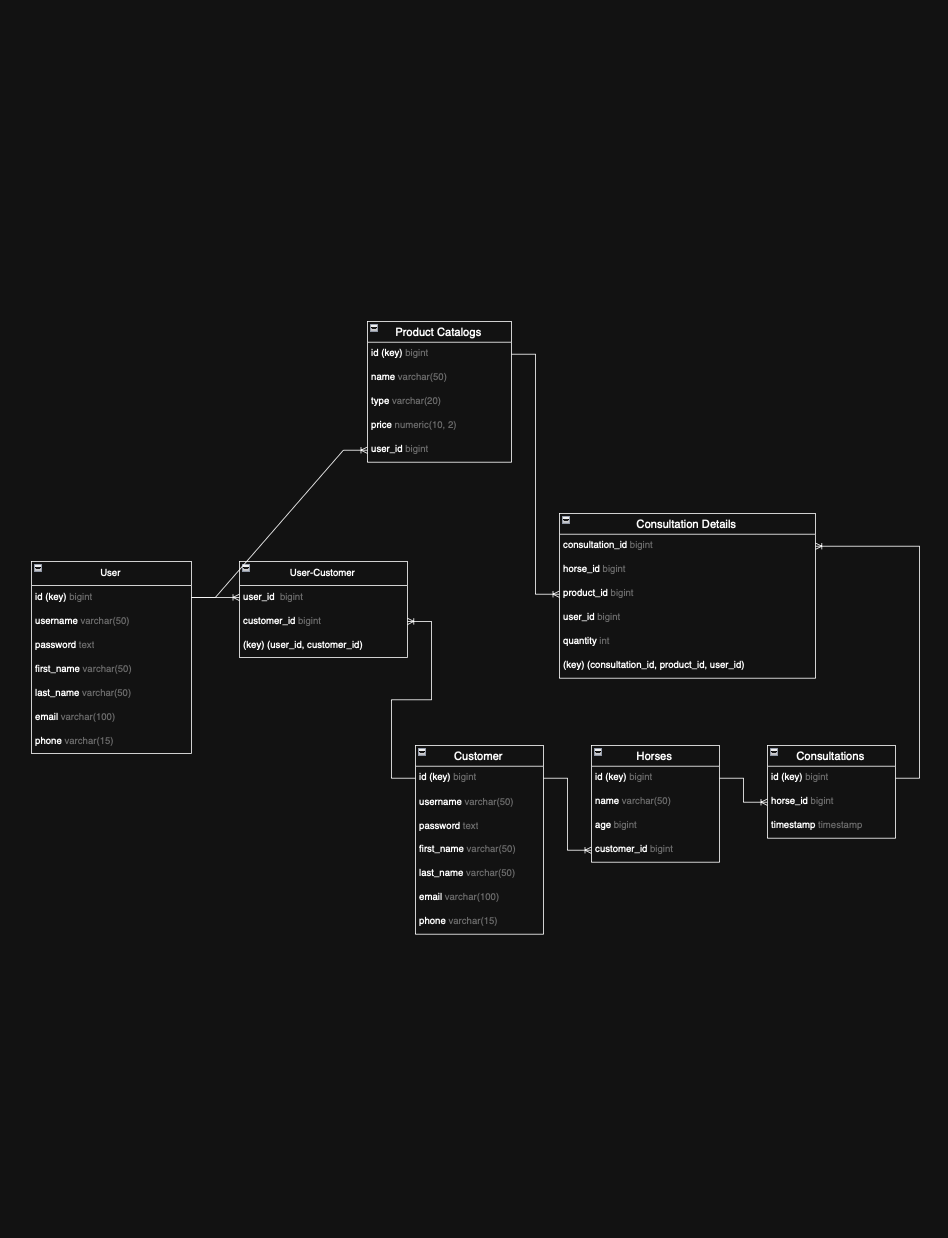 Product Catalogs
id (key) bigint
name varchar(50)
type varchar(20)
price numeric(10, 2)
user_id bigint
Consultation Details
consultation_id bigint
horse_id bigint
product_id bigint
user_id bigint
quantity int
(key) (consultation_id, product_id, user_id)
User
id (key) bigint
username varchar(50)
password text
first_name varchar(50)
last_name varchar(50)
email varchar(100)
phone varchar(15)
User-Customer
user_id bigint
customer_id bigint
(key) (user_id, customer_id)
Customer
id (key) bigint
username varchar(50)
password text
first_name varchar(50)
last_name varchar(50)
email varchar(100)
phone varchar(15)
Horses
id (key) bigint
name varchar(50)
age bigint
customer_id bigint
Consultations
id (key) bigint
horse_id bigint
timestamp timestamp